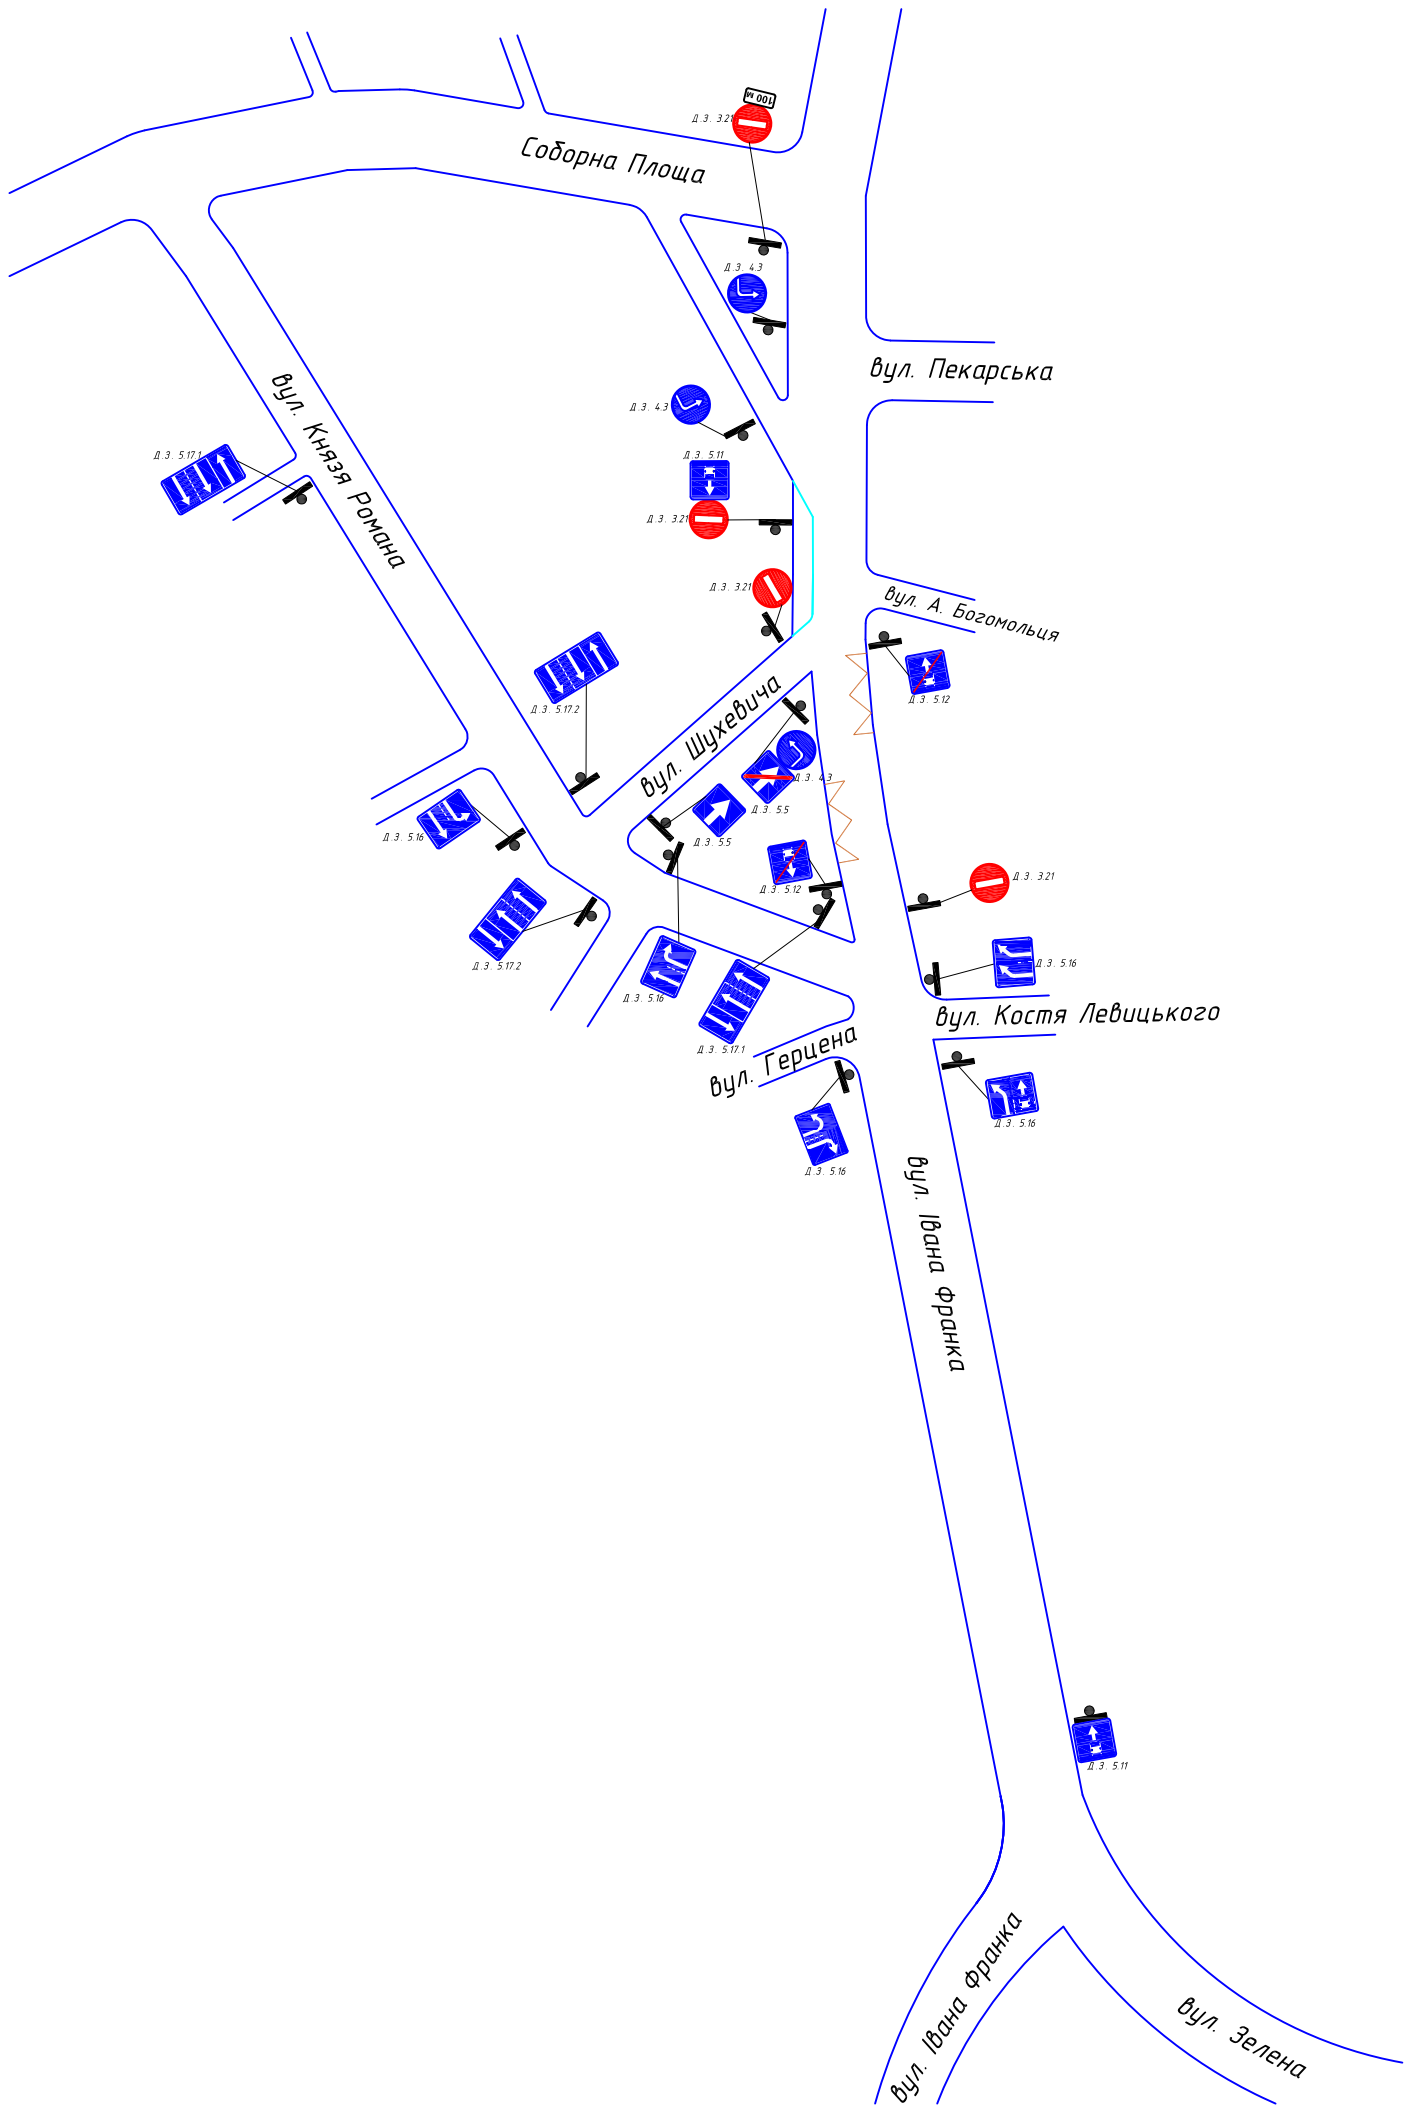 100 м
Д.З. 3.21
Соборна Площа
Д.З. 4.3
вул. Пекарська
вул. Князя Романа
Д.З. 4.3
Д.З. 5.11
Д.З. 5.17.1
Д.З. 3.21
Д.З. 3.21
вул. А. Богомольця
Д.З. 5.12
Д.З. 5.17.2
вул. Шухевича
Д.З. 4.3
Д.З. 5.5
Д.З. 5.16
Д.З. 5.5
Д.З. 5.12
Д.З. 3.21
Д.З. 5.17.2
Д.З. 5.16
Д.З. 5.16
вул. Костя Левицького
Д.З. 5.17.1
вул. Герцена
Д.З. 5.16
Д.З. 5.16
вул. Івана Франка
Д.З. 5.11
вул. Івана Франка
вул. Зелена